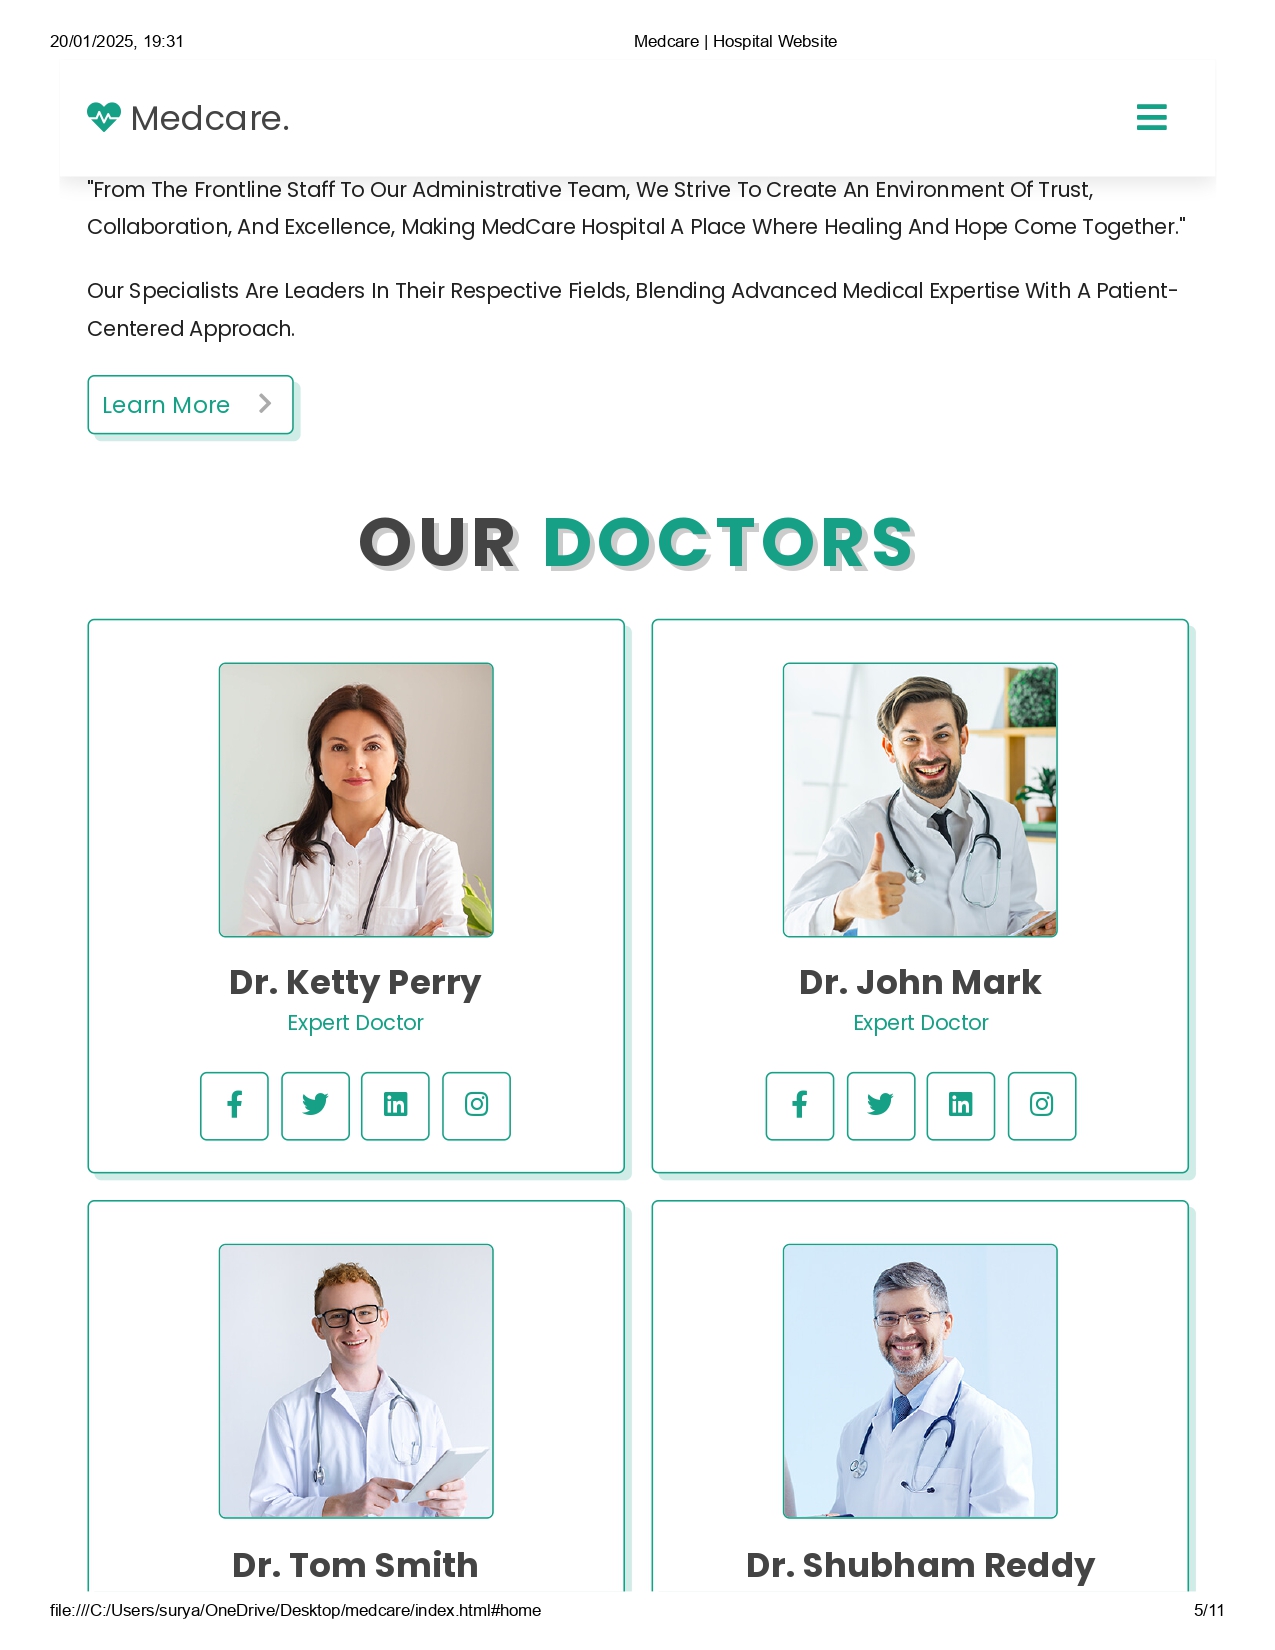 20/01/2025, 19:31 Medcare | Hospital Website
Medcare.
"From The Frontline Staff To Our Administrative Team, We Strive To Create An Environment Of Trust,
Collaboration, And Excellence, Making MedCare Hospital A Place Where Healing And Hope Come Together."
Our Specialists Are Leaders In Their Respective Fields, Blending Advanced Medical Expertise With A Patient-
Centered Approach.
Learn More
OUR DOCTORS
Dr. Ketty Perry
Expert Doctor
Dr. John Mark
Expert Doctor
Dr. Tom Smith
Dr. Shubham Reddy
file:///C:/Users/surya/OneDrive/Desktop/medcare/index.html#home 5/11